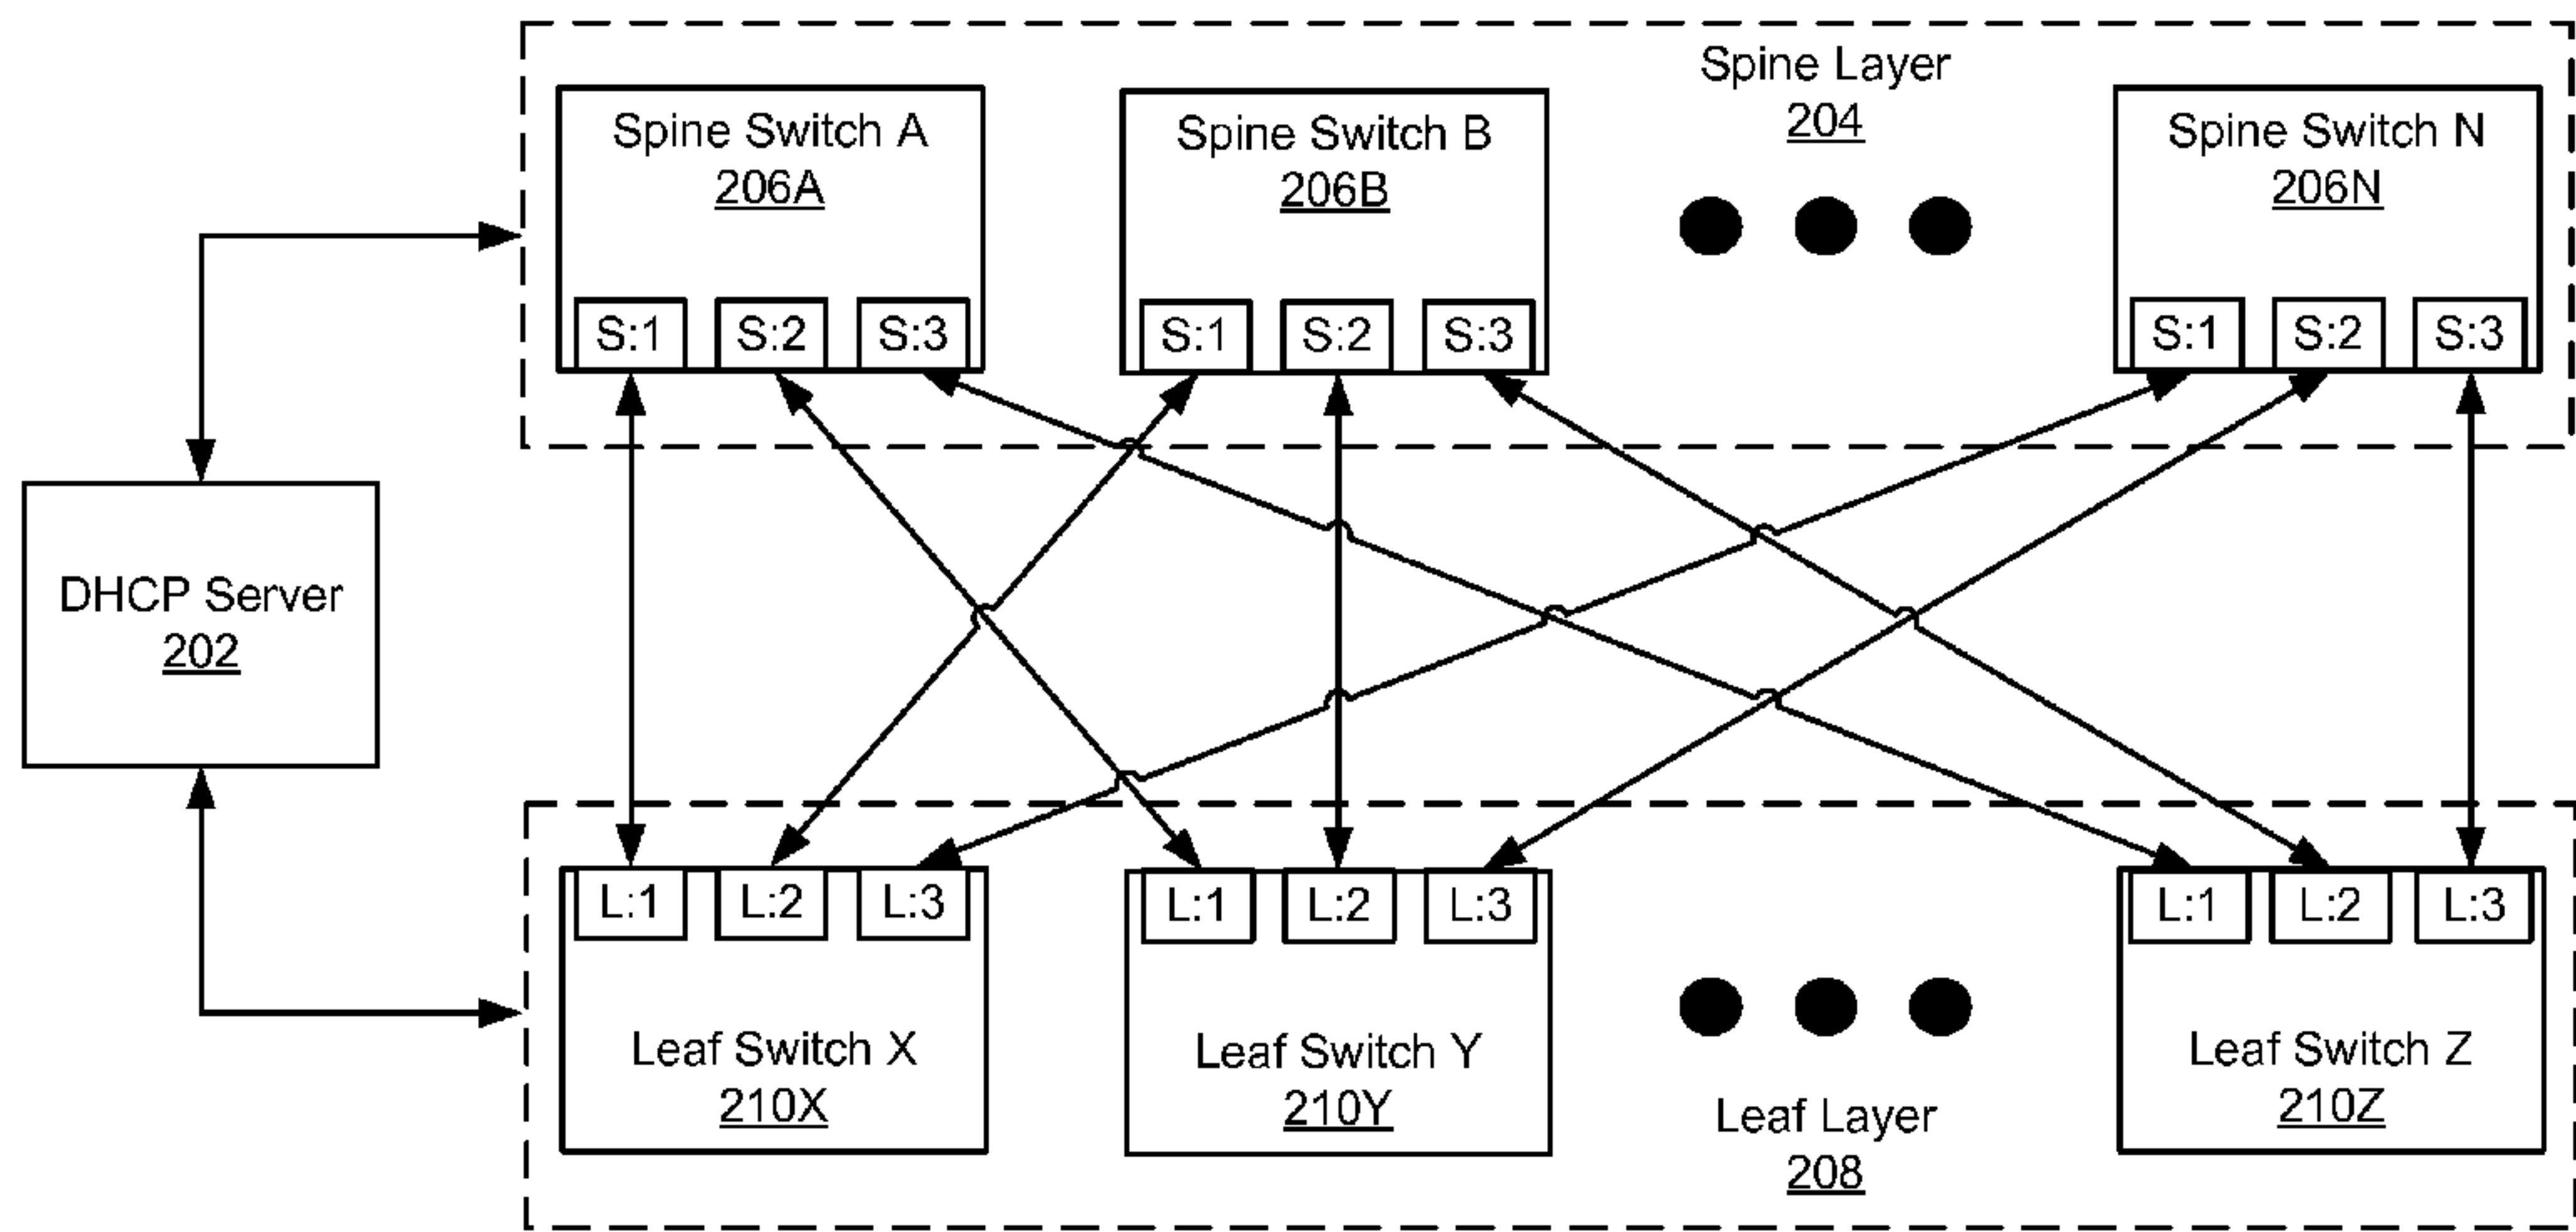 Spine Layer
204
Spine Switch A
206A
S:1 S:2 S:3
Spine Switch B
206B
S:1 S:2 S:3
Spine Switch N
206N
S:1 S:2 S:3
DHCP Server
202
L:1 L:2 L:3
Leaf Switch X
210X
L:1 L:2 L:3
Leaf Switch Y
210Y
L:1 L:2 L:3
Leaf Switch Z
210Z
Leaf Layer
208